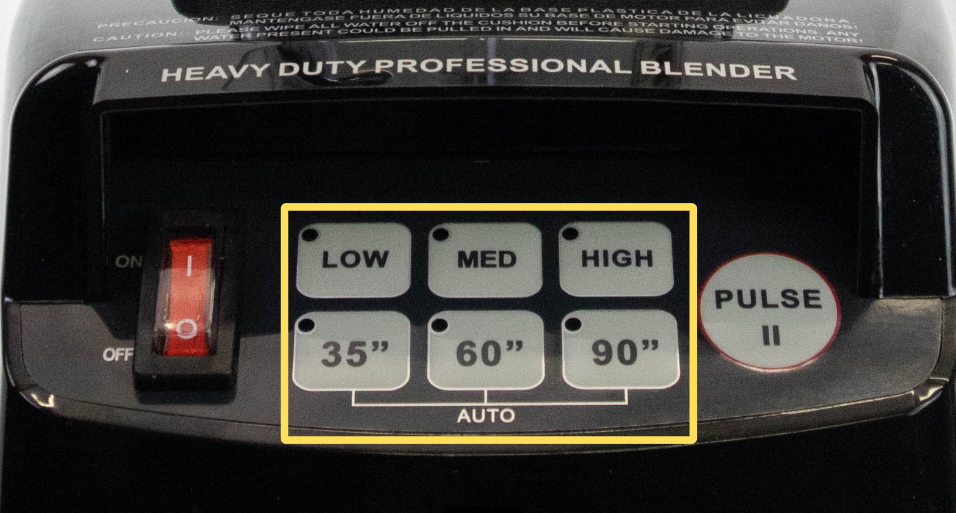 PRECAUCION: SEQUE TODA HUMEDAD DE LA BASE PLASTICA DE LA LICUADORA.
MANTENGASE FUERA DE LIQUIDOS SU BASE DE MOTOR PARA EVITAR DANOS!
CAUTION: PLEASE WIPE ALL WATER OFF THE CUSHION BEFORE STARTING OPERATIONS. ANY
WATER PRESENT COULD BE PULLED IN AND WILL CAUSE DAMAGE TO THE MOTOR!
HEAVY DUTY PROFESSIONAL BLENDER
ON
I
O
OFF
LOW MED HIGH
35” 60” 90”
AUTO
PULSE
II